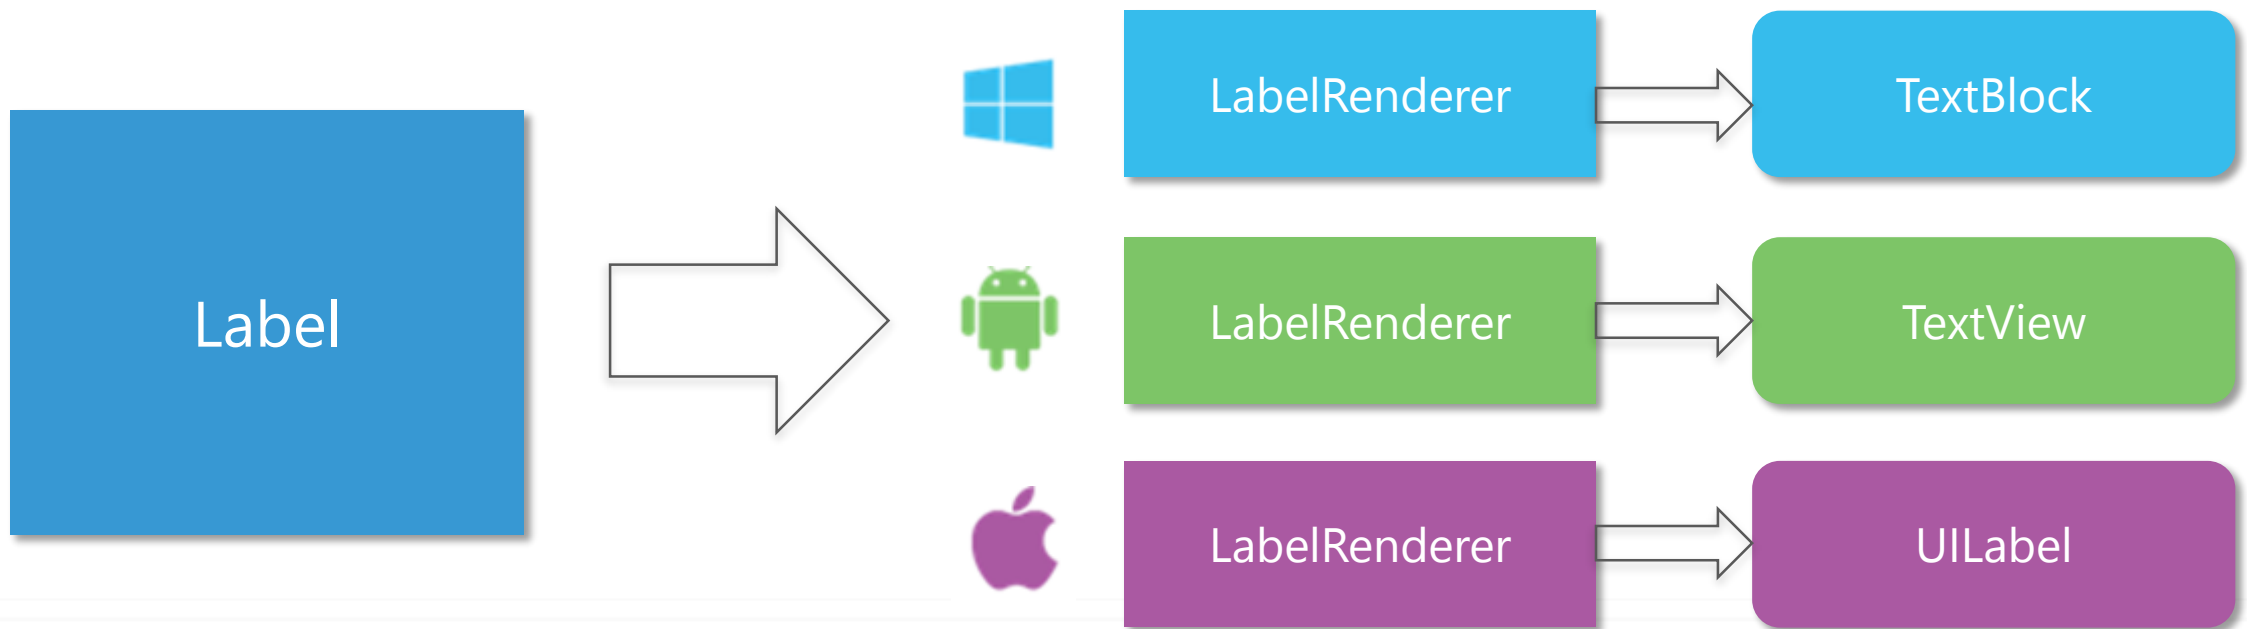 Label
LabelRenderer
TextBlock
LabelRenderer
TextView
LabelRenderer
UILabel